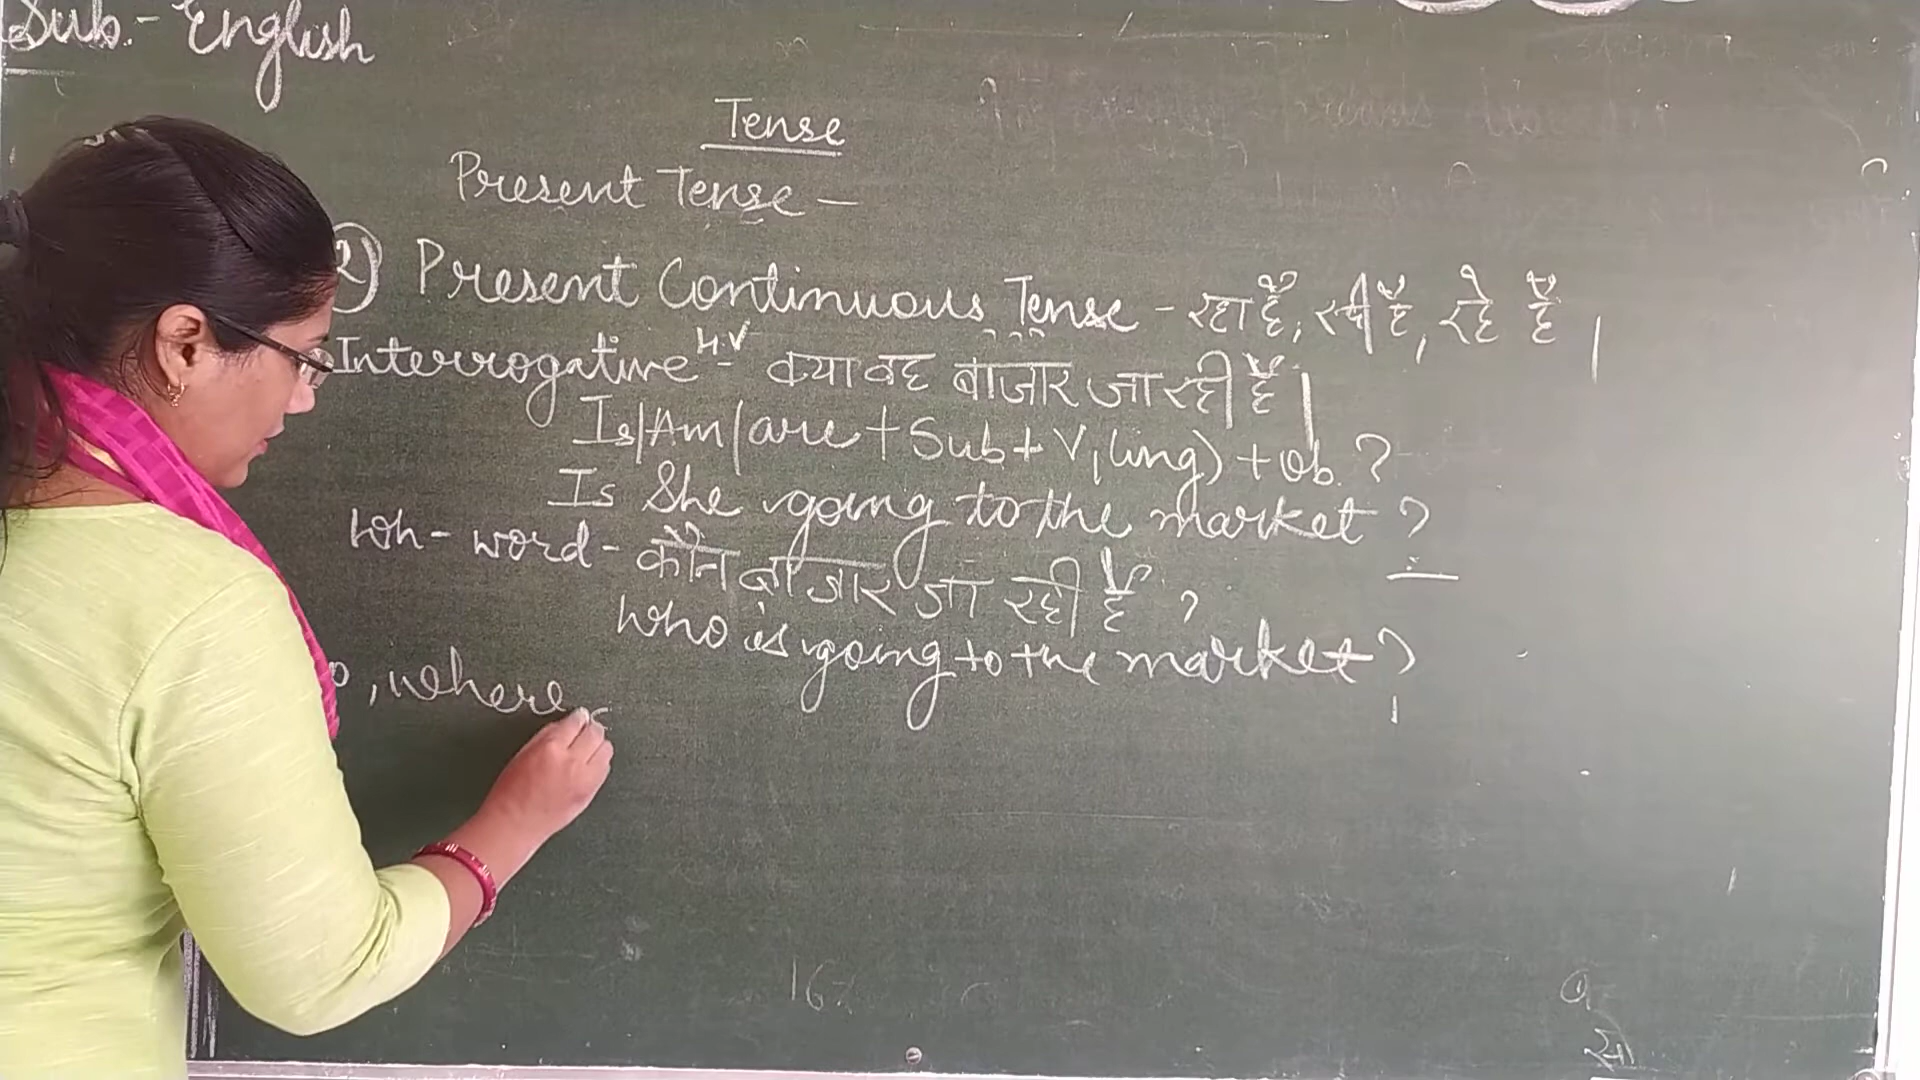 Sub.- English
Tense
Present Tense -
2) Present Continuous Tense - रहा है, रही है, रहे हैं।
Interrogative - H.V क्या वह बाजार जा रही है।
Is/Am/are + Sub + V1 (ing) + Ob. ?
Is She going to the market ?
Wh - word - कौन बाजार जा रही है ?
Who is going to the market ?
, where